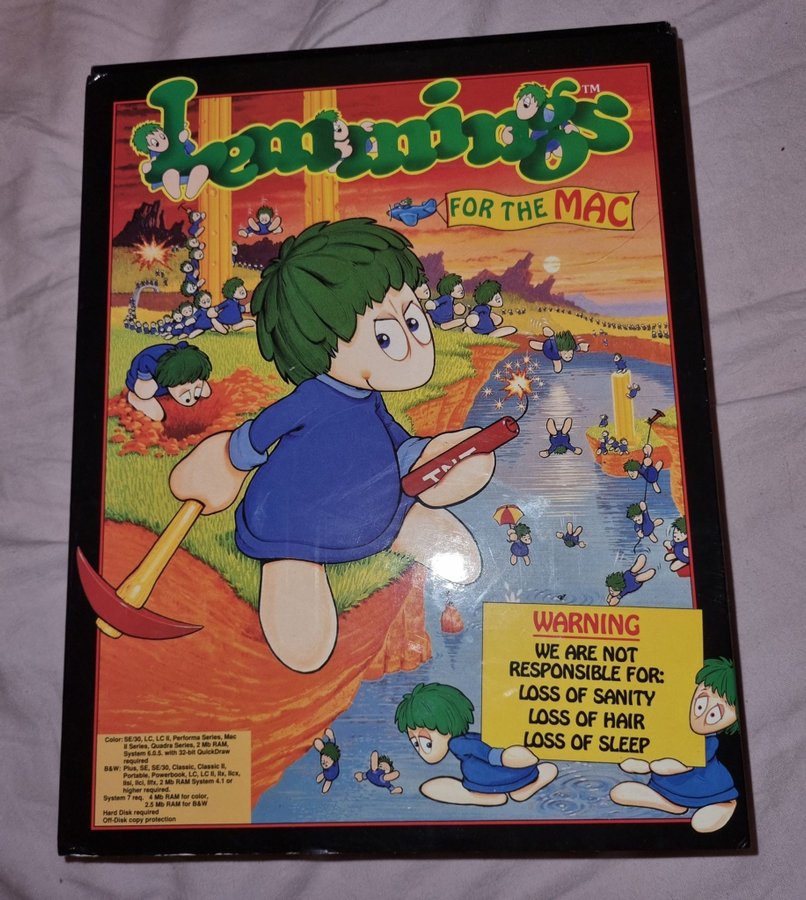 Lemmings™
FOR THE MAC
TNT
WARNING
WE ARE NOT
RESPONSIBLE FOR:
LOSS OF SANITY
LOSS OF HAIR
LOSS OF SLEEP
Color: SE/30, LC, LC II, Performa Series, Mac
II Series, Quadra Series, 2 Mb RAM,
System 6.0.5. with 32-bit QuickDraw
required
B&W: Plus, SE, SE/30, Classic, Classic II,
Portable, Powerbook, LC, LC II, IIx, IIcx,
IIsi, IIci, IIfx, 2 Mb RAM System 4.1 or
higher required.
System 7 req. 4 Mb RAM for color,
2.5 Mb RAM for B&W
Hard Disk required
Off-Disk copy protection